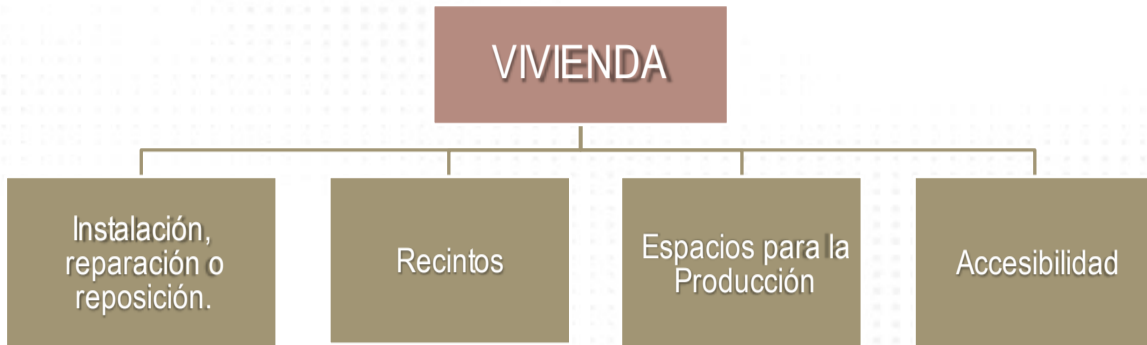 VIVIENDA
Instalación,
reparación o
reposición.
Recintos
Espacios para la
Producción
Accesibilidad